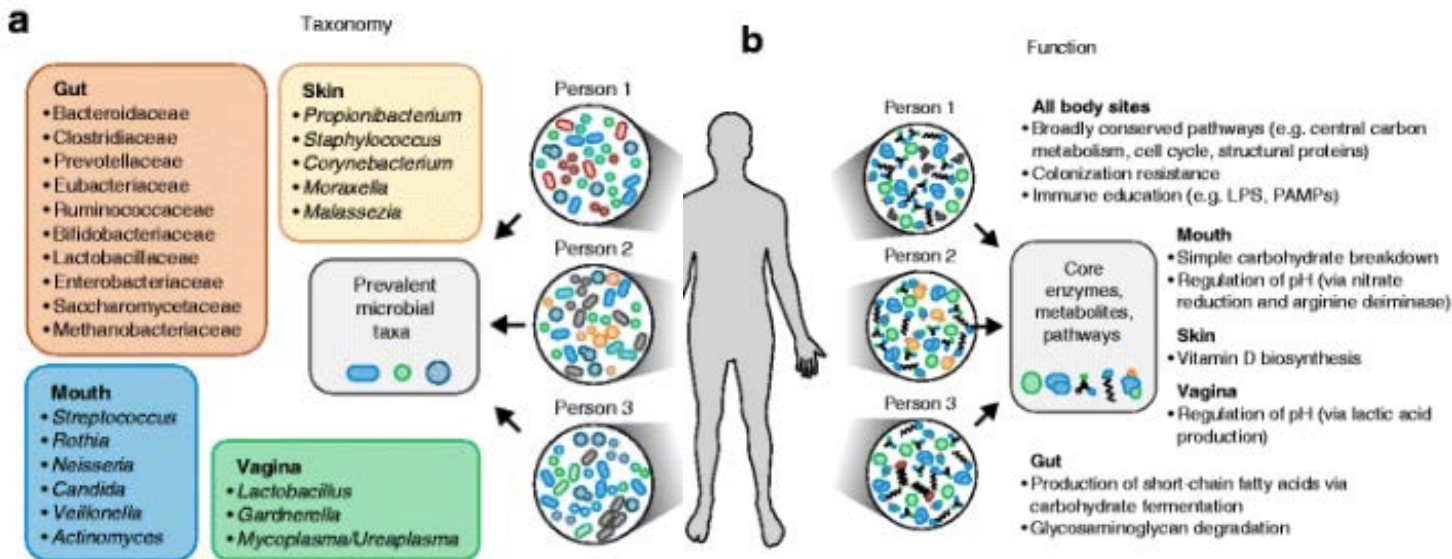 a
Taxonomy
Gut
• Bacteroidaceae
• Clostridiaceae
• Prevotellaceae
• Eubacteriaceae
• Ruminococcaceae
• Bifidobacteriaceae
• Lactobacillaceae
• Enterobacteriaceae
• Saccharomycetaceae
• Methanobacteriaceae
Skin
• Propionibacterium
• Staphylococcus
• Corynebacterium
• Moraxella
• Malassezia
Prevalent
microbial
taxa
Mouth
• Streptococcus
• Rothia
• Neisseria
• Candida
• Veillonella
• Actinomyces
Vagina
• Lactobacillus
• Gardnerella
• Mycoplasma/Ureaplasma
Person 1
Person 2
Person 3
b
Function
Person 1
Person 2
Person 3
All body sites
• Broadly conserved pathways (e.g. central carbon
metabolism, cell cycle, structural proteins)
• Colonization resistance
• Immune education (e.g. LPS, PAMPs)
Core
enzymes,
metabolites,
pathways
Mouth
• Simple carbohydrate breakdown
• Regulation of pH (via nitrate
reduction and arginine deiminase)
Skin
• Vitamin D biosynthesis
Vagina
• Regulation of pH (via lactic acid
production)
Gut
• Production of short-chain fatty acids via
carbohydrate fermentation
• Glycosaminoglycan degradation